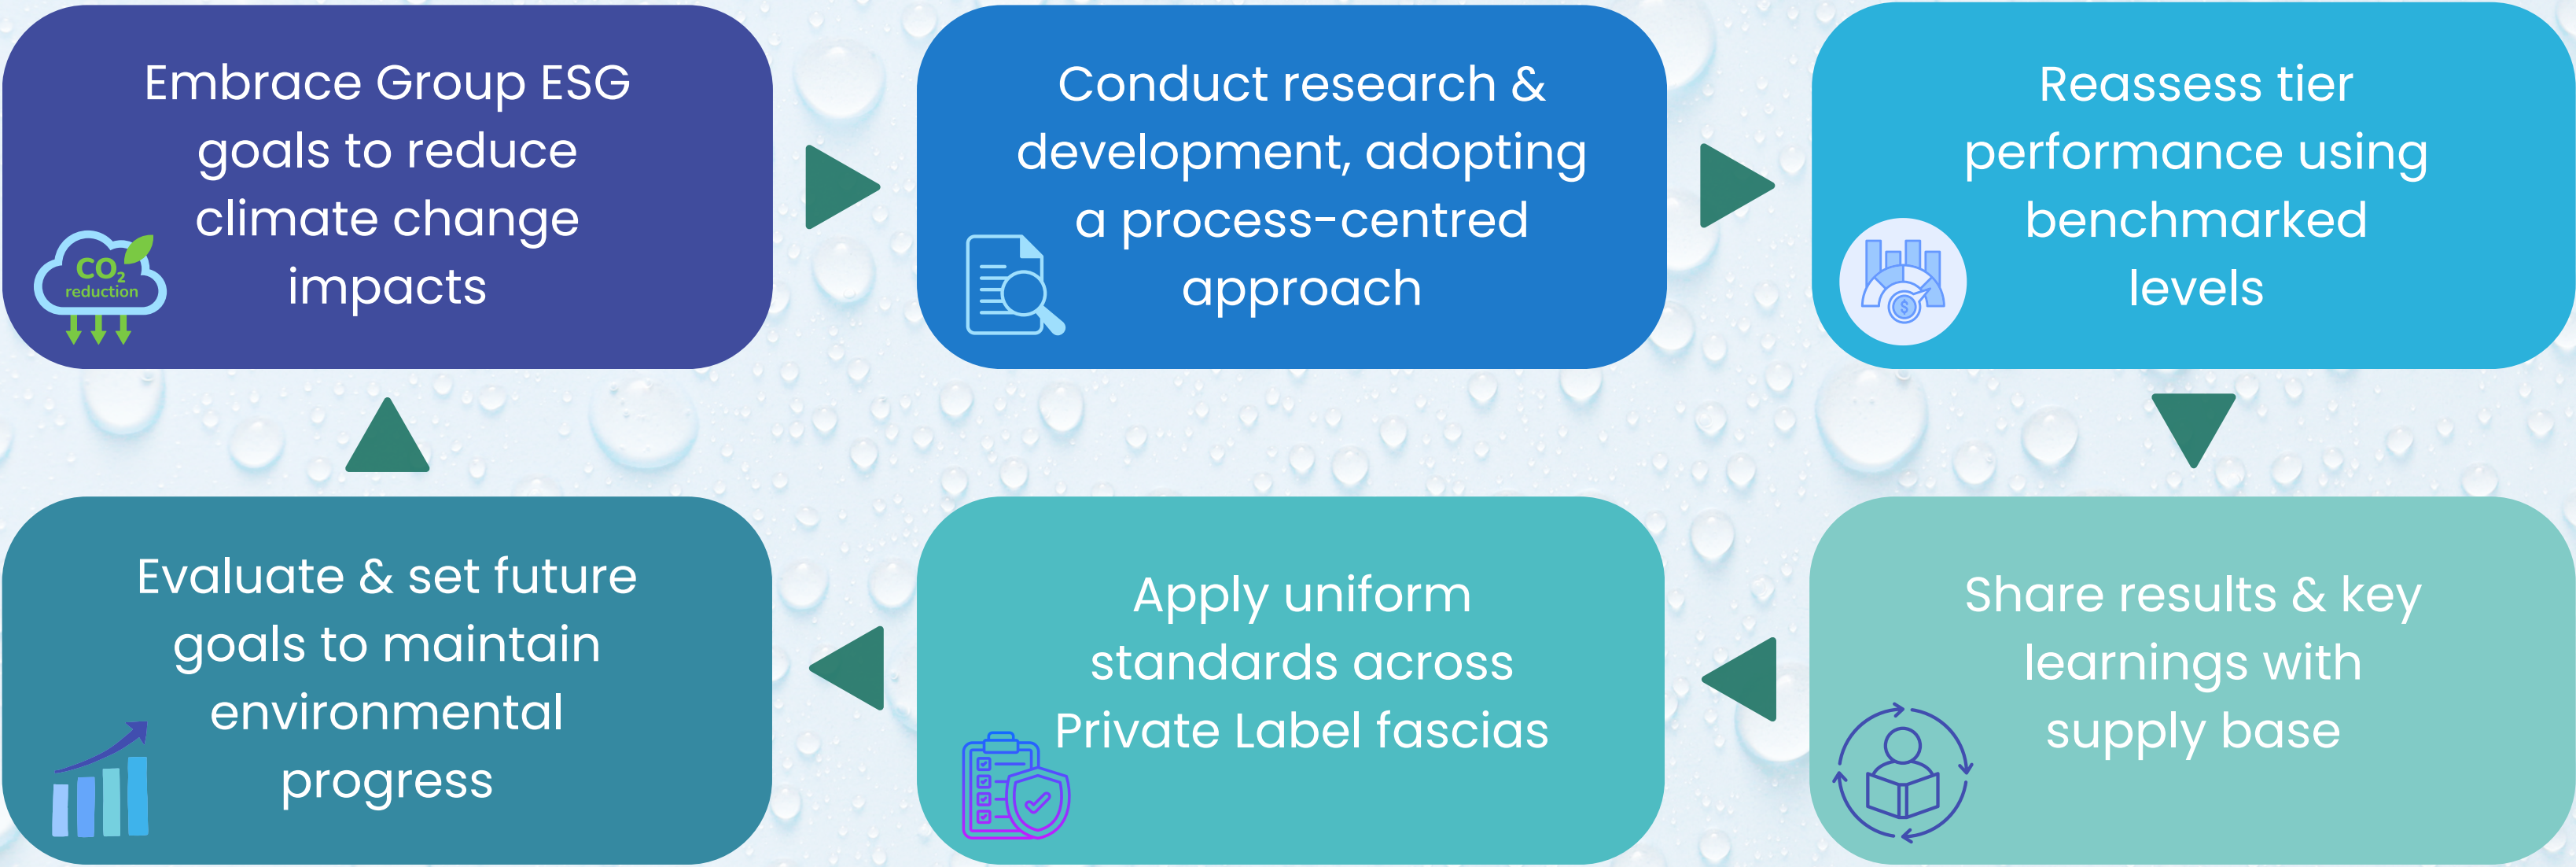 Embrace Group ESG
goals to reduce
climate change
impacts
CO2
reduction
Conduct research &
development, adopting
a process-centred
approach
Reassess tier
performance using
benchmarked
levels
$
Share results & key
learnings with
supply base
Apply uniform
standards across
Private Label fascias
Evaluate & set future
goals to maintain
environmental
progress